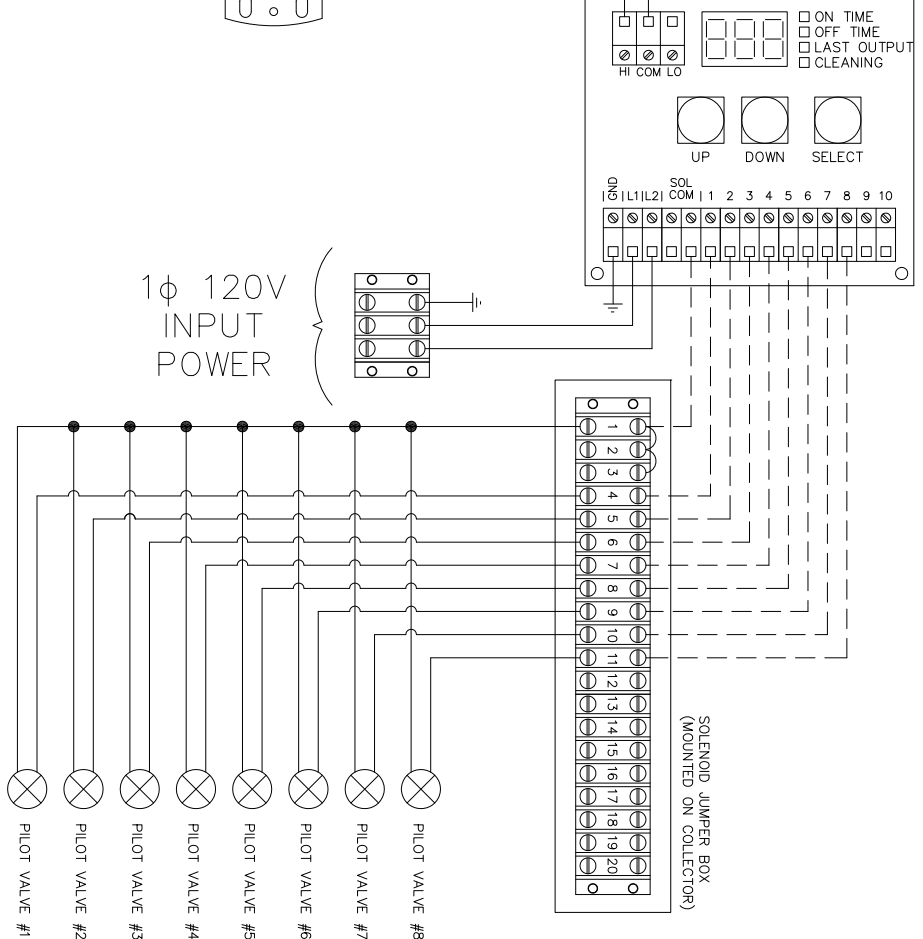 ON TIME
OFF TIME
LAST OUTPUT
CLEANING
HI COM LO
UP DOWN SELECT
GND L1 L2 SOL COM 1 2 3 4 5 6 7 8 9 10
1ϕ 120V
INPUT
POWER
1
2
3
4
5
6
7
8
9
10
11
12
13
14
15
16
17
18
19
20
SOLENOID JUMPER BOX
(MOUNTED ON COLLECTOR)
PILOT VALVE #1
PILOT VALVE #2
PILOT VALVE #3
PILOT VALVE #4
PILOT VALVE #5
PILOT VALVE #6
PILOT VALVE #7
PILOT VALVE #8